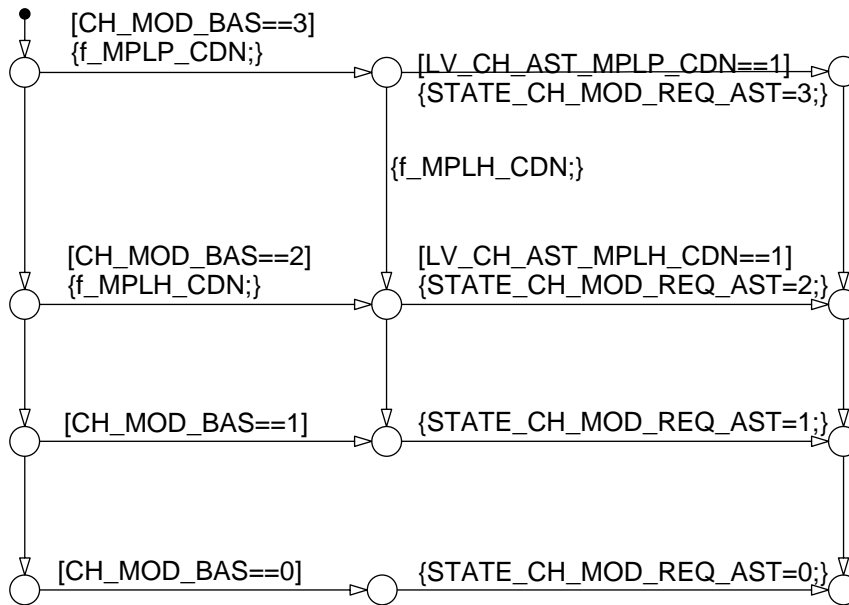 [CH_MOD_BAS==3]
{f_MPLP_CDN;}
[LV_CH_AST_MPLP_CDN==1]
{STATE_CH_MOD_REQ_AST=3;}
{f_MPLH_CDN;}
[CH_MOD_BAS==2]
{f_MPLH_CDN;}
[LV_CH_AST_MPLH_CDN==1]
{STATE_CH_MOD_REQ_AST=2;}
[CH_MOD_BAS==1]
{STATE_CH_MOD_REQ_AST=1;}
[CH_MOD_BAS==0]
{STATE_CH_MOD_REQ_AST=0;}